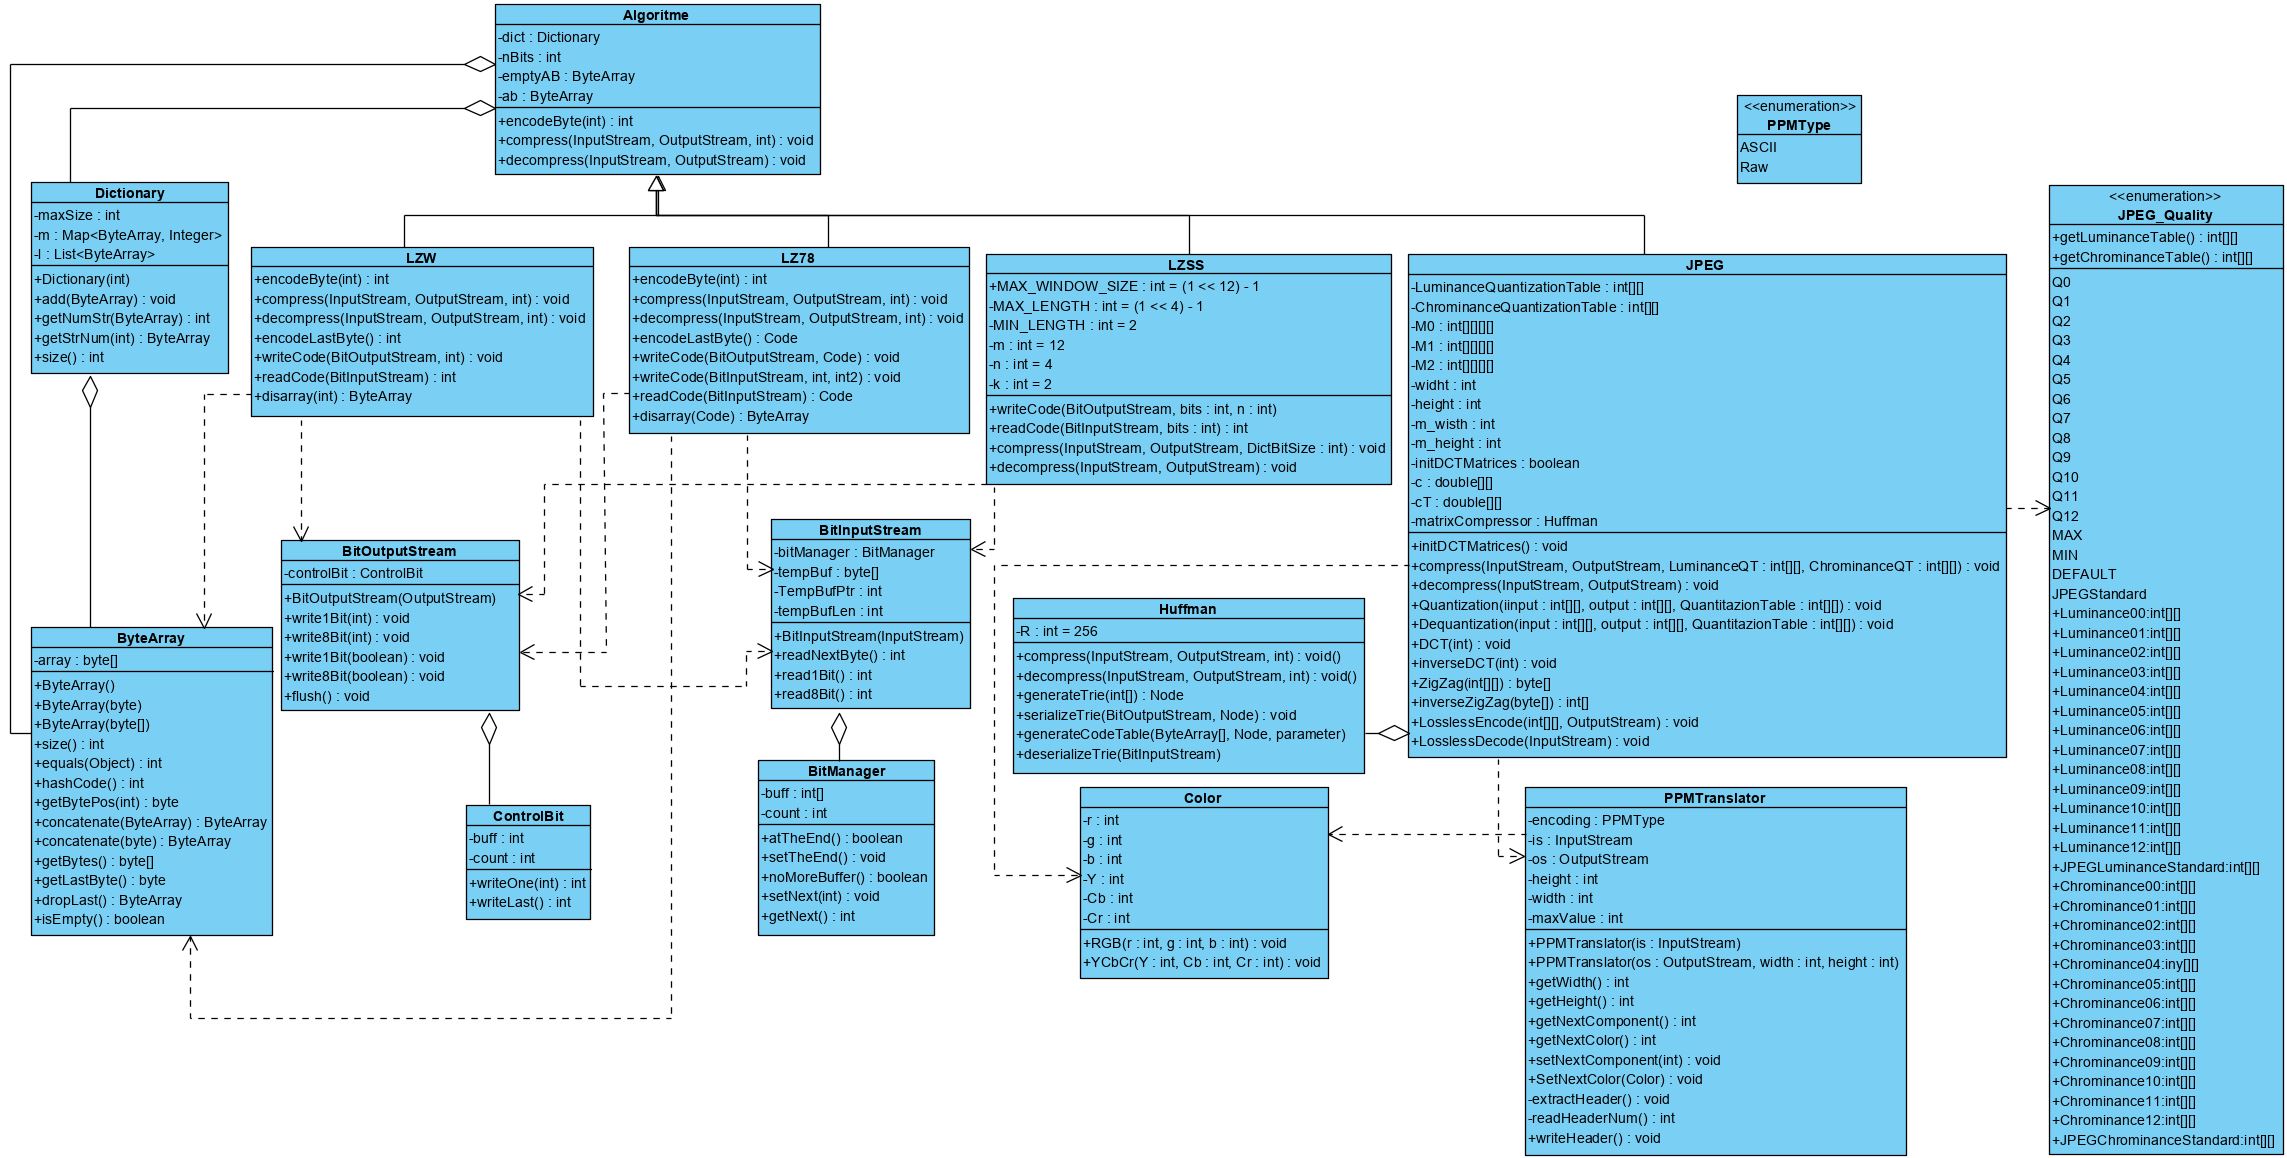 Algoritme
-dict : Dictionary
-nBits : int
-emptyAB : ByteArray
-ab : ByteArray
+encodeByte(int) : int
+compress(InputStream, OutputStream, int) : void
+decompress(InputStream, OutputStream) : void
<<enumeration>>
PPMType
ASCII
Raw
Dictionary
-maxSize : int
-m : Map<ByteArray, Integer>
-l : List<ByteArray>
+Dictionary(int)
+add(ByteArray) : void
+getNumStr(ByteArray) : int
+getStrNum(int) : ByteArray
+size() : int
LZW
+encodeByte(int) : int
+compress(InputStream, OutputStream, int) : void
+decompress(InputStream, OutputStream, int) : void
+encodeLastByte() : int
+writeCode(BitOutputStream, int) : void
+readCode(BitInputStream) : int
+disarray(int) : ByteArray
LZ78
+encodeByte(int) : int
+compress(InputStream, OutputStream, int) : void
+decompress(InputStream, OutputStream, int) : void
+encodeLastByte() : Code
+writeCode(BitOutputStream, Code) : void
+writeCode(BitInputStream, int, int2) : void
+readCode(BitInputStream) : Code
+disarray(Code) : ByteArray
LZSS
+MAX_WINDOW_SIZE : int = (1 << 12) - 1
-MAX_LENGTH : int = (1 << 4) - 1
-MIN_LENGTH : int = 2
-m : int = 12
-n : int = 4
-k : int = 2
+writeCode(BitOutputStream, bits : int, n : int)
+readCode(BitInputStream, bits : int) : int
+compress(InputStream, OutputStream, DictBitSize : int) : void
+decompress(InputStream, OutputStream) : void
JPEG
-LuminanceQuantizationTable : int[][]
-ChrominanceQuantizationTable : int[][]
-M0 : int[][][][]
-M1 : int[][][][]
-M2 : int[][][][]
-widht : int
-height : int
-m_wisth : int
-m_height : int
-initDCTMatrices : boolean
-c : double[][]
-cT : double[][]
-matrixCompressor : Huffman
+initDCTMatrices() : void
+compress(InputStream, OutputStream, LuminanceQT : int[][], ChrominanceQT : int[][]) : void
+decompress(InputStream, OutputStream) : void
+Quantization(iinput : int[][], output : int[][], QuantitazionTable : int[][]) : void
+Dequantization(input : int[][], output : int[][], QuantitizationTable : int[][]) : void
+DCT(int) : void
+inverseDCT(int) : void
+ZigZag(int[][]) : byte[]
+inverseZigZag(byte[]) : int[]
+LosslessEncode(int[][], OutputStream) : void
+LosslessDecode(InputStream) : void
<<enumeration>>
JPEG_Quality
+getLuminanceTable() : int[][]
+getChrominanceTable() : int[][]
Q0
Q1
Q2
Q3
Q4
Q5
Q6
Q7
Q8
Q9
Q10
Q11
Q12
MAX
MIN
DEFAULT
JPEGStandard
+Luminance00:int[][]
+Luminance01:int[][]
+Luminance02:int[][]
+Luminance03:int[][]
+Luminance04:int[][]
+Luminance05:int[][]
+Luminance06:int[][]
+Luminance07:int[][]
+Luminance08:int[][]
+Luminance09:int[][]
+Luminance10:int[][]
+Luminance11:int[][]
+Luminance12:int[][]
+JPEGLuminanceStandard:int[][]
+Chrominance00:int[][]
+Chrominance01:int[][]
+Chrominance02:int[][]
+Chrominance03:int[][]
+Chrominance04:iny[][]
+Chrominance05:int[][]
+Chrominance06:int[][]
+Chrominance07:int[][]
+Chrominance08:int[][]
+Chrominance09:int[][]
+Chrominance10:int[][]
+Chrominance11:int[][]
+Chrominance12:int[][]
+JPEGChrominanceStandard:int[][]
BitOutputStream
-controlBit : ControlBit
+BitOutputStream(OutputStream)
+write1Bit(int) : void
+write8Bit(int) : void
+write1Bit(boolean) : void
+write8Bit(boolean) : void
+flush() : void
BitInputStream
-bitManager : BitManager
-tempBuf : byte[]
-TempBufPtr : int
-tempBufLen : int
+BitInputStream(InputStream)
+readNextByte() : int
+read1Bit() : int
+read8Bit() : int
Huffman
-R : int = 256
+compress(InputStream, OutputStream, int) : void()
+decompress(InputStream, OutputStream, int) : void()
+generateTrie(int[]) : Node
+serializeTrie(BitOutputStream, Node) : void
+generateCodeTable(ByteArray[], Node, parameter)
+deserializeTrie(BitInputStream)
ByteArray
-array : byte[]
+ByteArray()
+ByteArray(byte)
+ByteArray(byte[])
+size() : int
+equals(Object) : int
+hashCode() : int
+getBytePos(int) : byte
+concatenate(ByteArray) : ByteArray
+concatenate(byte) : ByteArray
+getBytes() : byte[]
+getLastByte() : byte
+dropLast() : ByteArray
+isEmpty() : boolean
ControlBit
-buff : int
-count : int
+writeOne(int) : int
+writeLast() : int
BitManager
-buff : int[]
-count : int
+atTheEnd() : boolean
+setTheEnd() : void
+noMoreBuffer() : boolean
+setNext(int) : void
+getNext() : int
Color
-r : int
-g : int
-b : int
-Y : int
-Cb : int
-Cr : int
+RGB(r : int, g : int, b : int) : void
+YCbCr(Y : int, Cb : int, Cr : int) : void
PPMTranslator
-encoding : PPMType
-is : InputStream
-os : OutputStream
-height : int
-width : int
-maxValue : int
+PPMTranslator(is : InputStream)
+PPMTranslator(os : OutputStream, width : int, height : int)
+getWidth() : int
+getHeight() : int
+getNextComponent() : int
+getNextColor() : int
+setNextComponent(int) : void
+SetNextColor(Color) : void
-extractHeader() : void
-readHeaderNum() : int
+writeHeader() : void